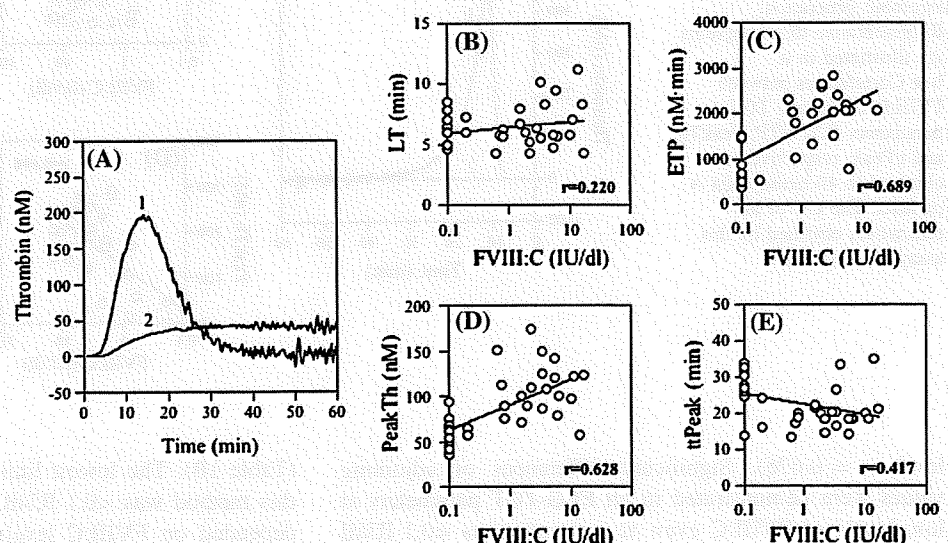 (A)
Thrombin (nM)
300
250
200
150
100
50
0
-50
1
2
0 10 20 30 40 50 60
Time (min)
(B)
LT (min)
15
10
5
0
r=0.220
0.1 1 10 100
FVIII:C (IU/dl)
(C)
ETP (nM·min)
4000
3000
2000
1000
0
r=0.689
0.1 1 10 100
FVIII:C (IU/dl)
(D)
PeakTh (nM)
200
150
100
50
0
r=0.628
0.1 1 10 100
FVIII:C (IU/dl)
(E)
ttPeak (min)
50
40
30
20
10
0
r=0.417
0.1 1 10 100
FVIII:C (IU/dl)